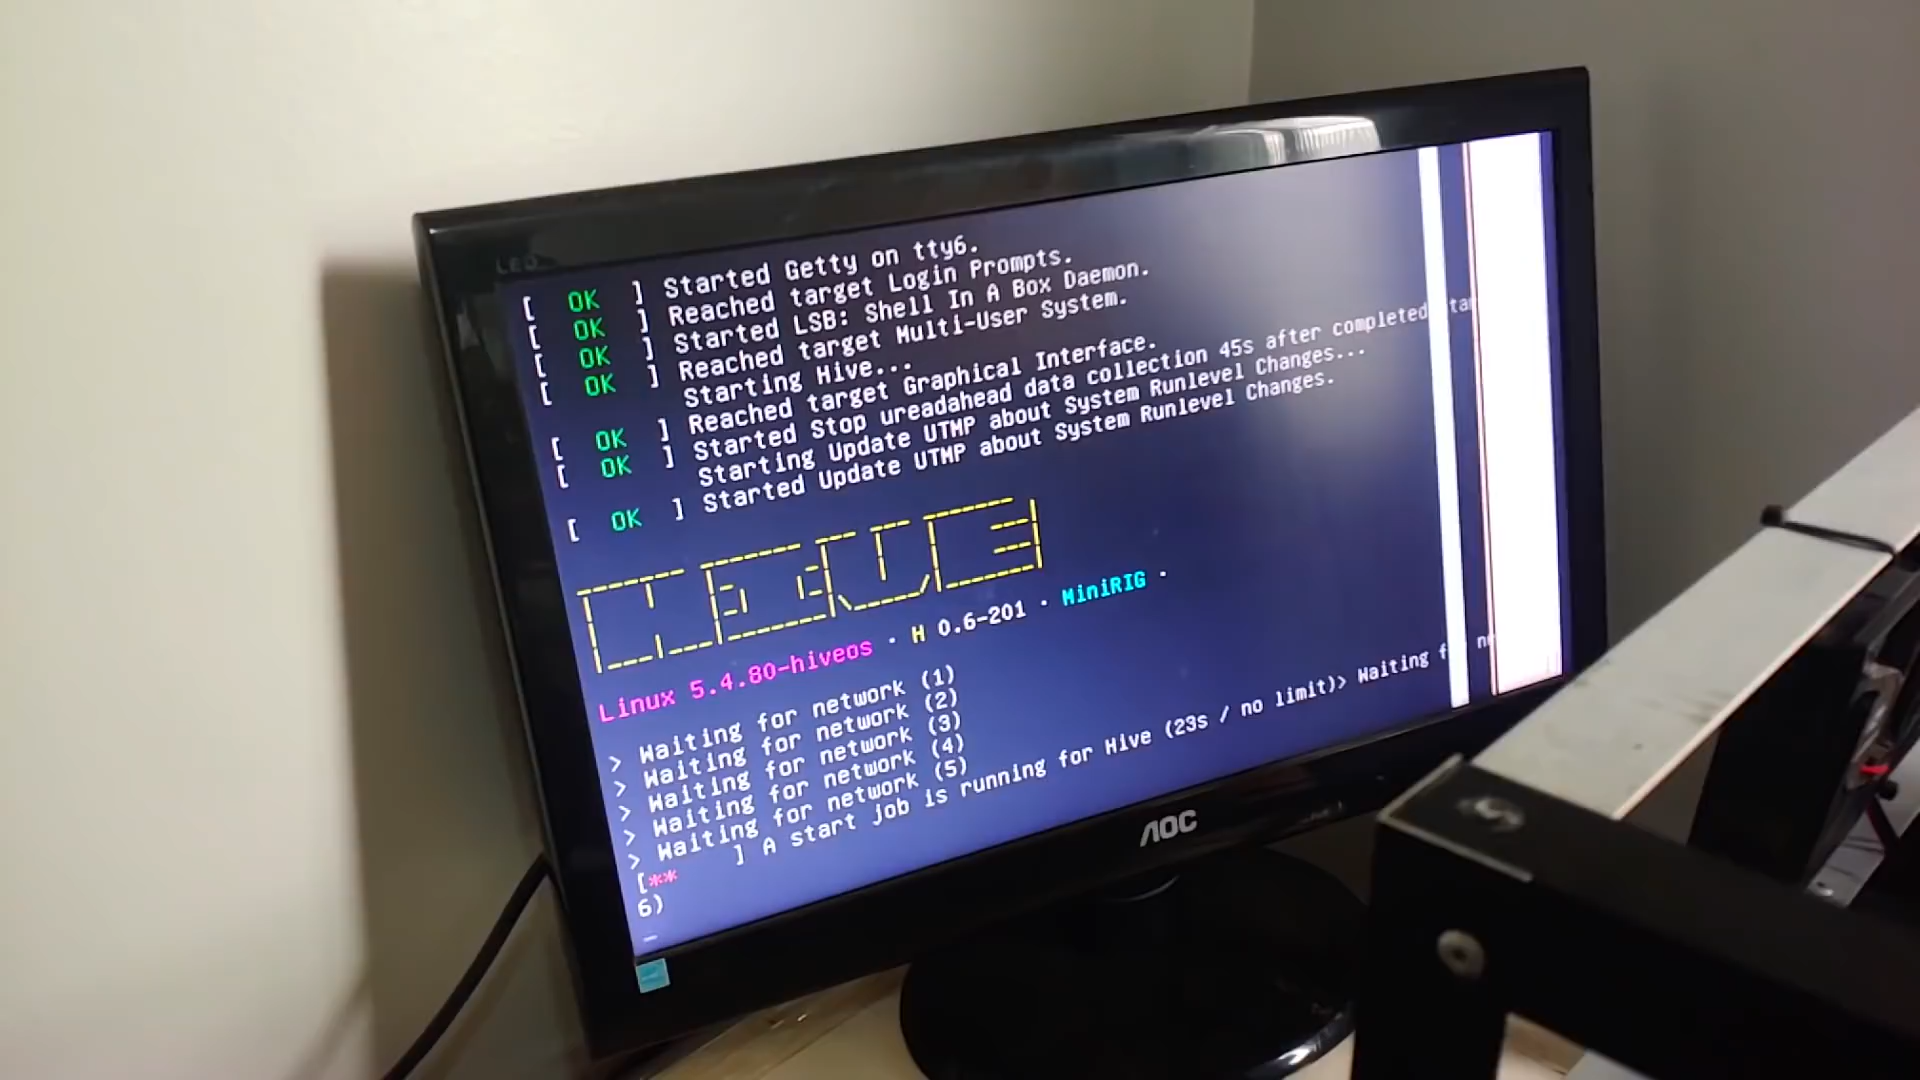 LED
[ OK ] Started Getty on tty6.
[ OK ] Reached target Login Prompts.
[ OK ] Started LSB: Shell In A Box Daemon.
[ OK ] Reached target Multi-User System.
Starting Hive...
[ OK ] Reached target Graphical Interface.
[ OK ] Started Stop ureadahead data collection 45s after completed
Starting Update UTMP about System Runlevel Changes...
[ OK ] Started Update UTMP about System Runlevel Changes.
Linux 5.4.80-hiveos · H 0.6-201 · MiniRIG ·
> Waiting for network (1)
> Waiting for network (2)
> Waiting for network (3)
> Waiting for network (4)
> Waiting for network (5)
[** ] A start job is running for Hive (23s / no limit)> Waiting
6)
AOC